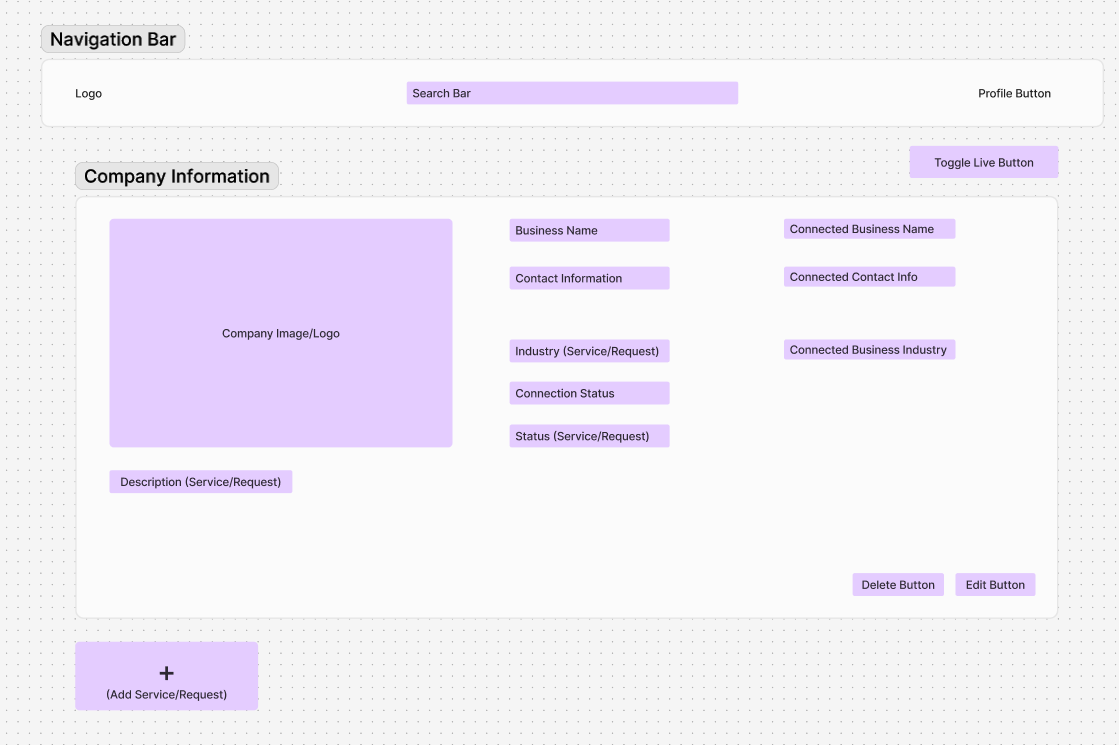 Navigation Bar
Logo
Search Bar
Profile Button
Toggle Live Button
Company Information
Company Image/Logo
Business Name
Connected Business Name
Contact Information
Connected Contact Info
Industry (Service/Request)
Connected Business Industry
Connection Status
Status (Service/Request)
Description (Service/Request)
Delete Button
Edit Button
+
(Add Service/Request)